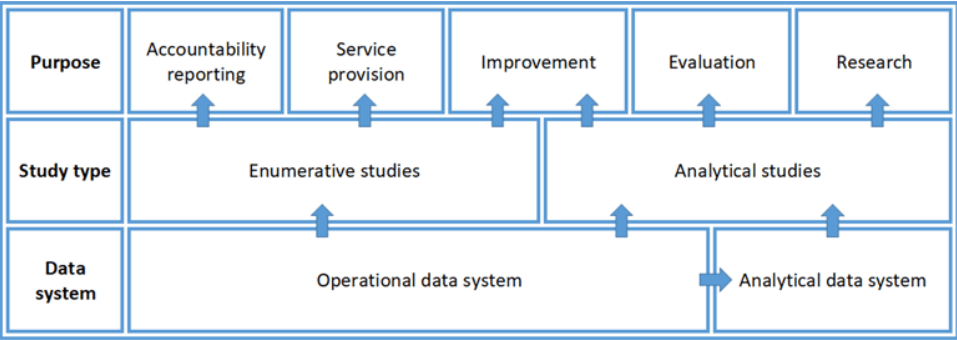 Purpose
Accountability
reporting
Service
provision
Improvement
Evaluation
Research
Study type
Enumerative studies
Analytical studies
Data
system
Operational data system
Analytical data system